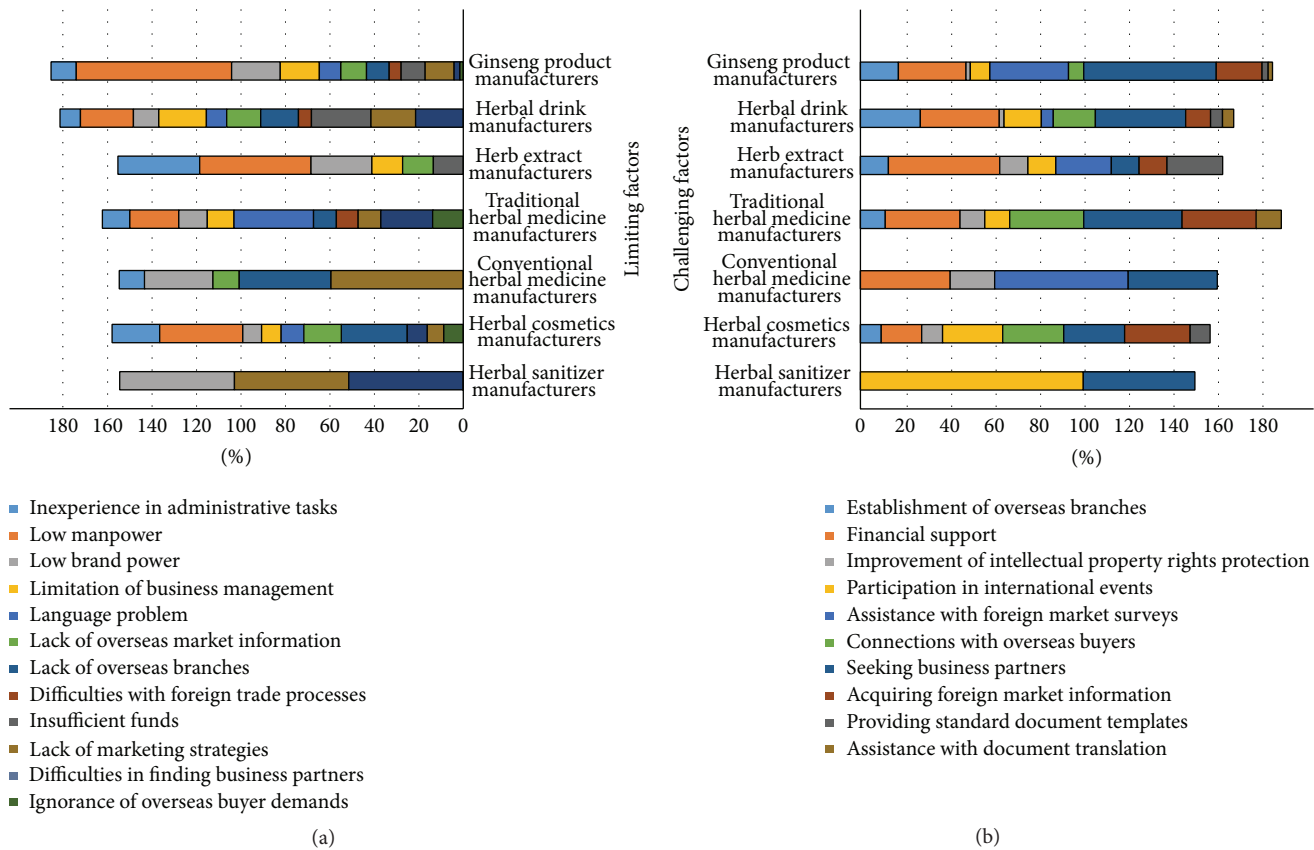 Ginseng product
manufacturers
Herbal drink
manufacturers
Herb extract
manufacturers
Traditional
herbal medicine
manufacturers
Conventional
herbal medicine
manufacturers
Herbal cosmetics
manufacturers
Herbal sanitizer
manufacturers
Limiting factors
180 160 140 120 100 80 60 40 20 0
(%)
Inexperience in administrative tasks
Low manpower
Low brand power
Limitation of business management
Language problem
Lack of overseas market information
Lack of overseas branches
Difficulties with foreign trade processes
Insufficient funds
Lack of marketing strategies
Difficulties in finding business partners
Ignorance of overseas buyer demands
(a)
Challenging factors
Ginseng product
manufacturers
Herbal drink
manufacturers
Herb extract
manufacturers
Traditional
herbal medicine
manufacturers
Conventional
herbal medicine
manufacturers
Herbal cosmetics
manufacturers
Herbal sanitizer
manufacturers
0 20 40 60 80 100 120 140 160 180
(%)
Establishment of overseas branches
Financial support
Improvement of intellectual property rights protection
Participation in international events
Assistance with foreign market surveys
Connections with overseas buyers
Seeking business partners
Acquiring foreign market information
Providing standard document templates
Assistance with document translation
(b)